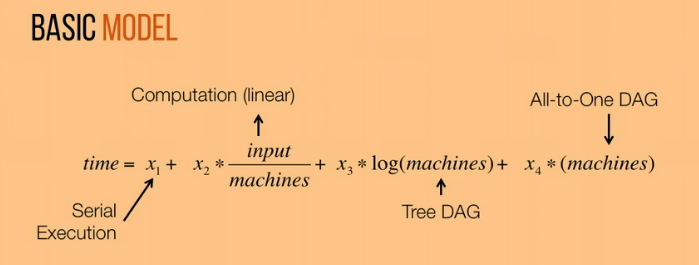 BASIC MODEL
Computation (linear)
All-to-One DAG
time = x₁ + x₂ * input / machines + x₃ * log(machines) + x₄ * (machines)
Serial
Execution
Tree DAG